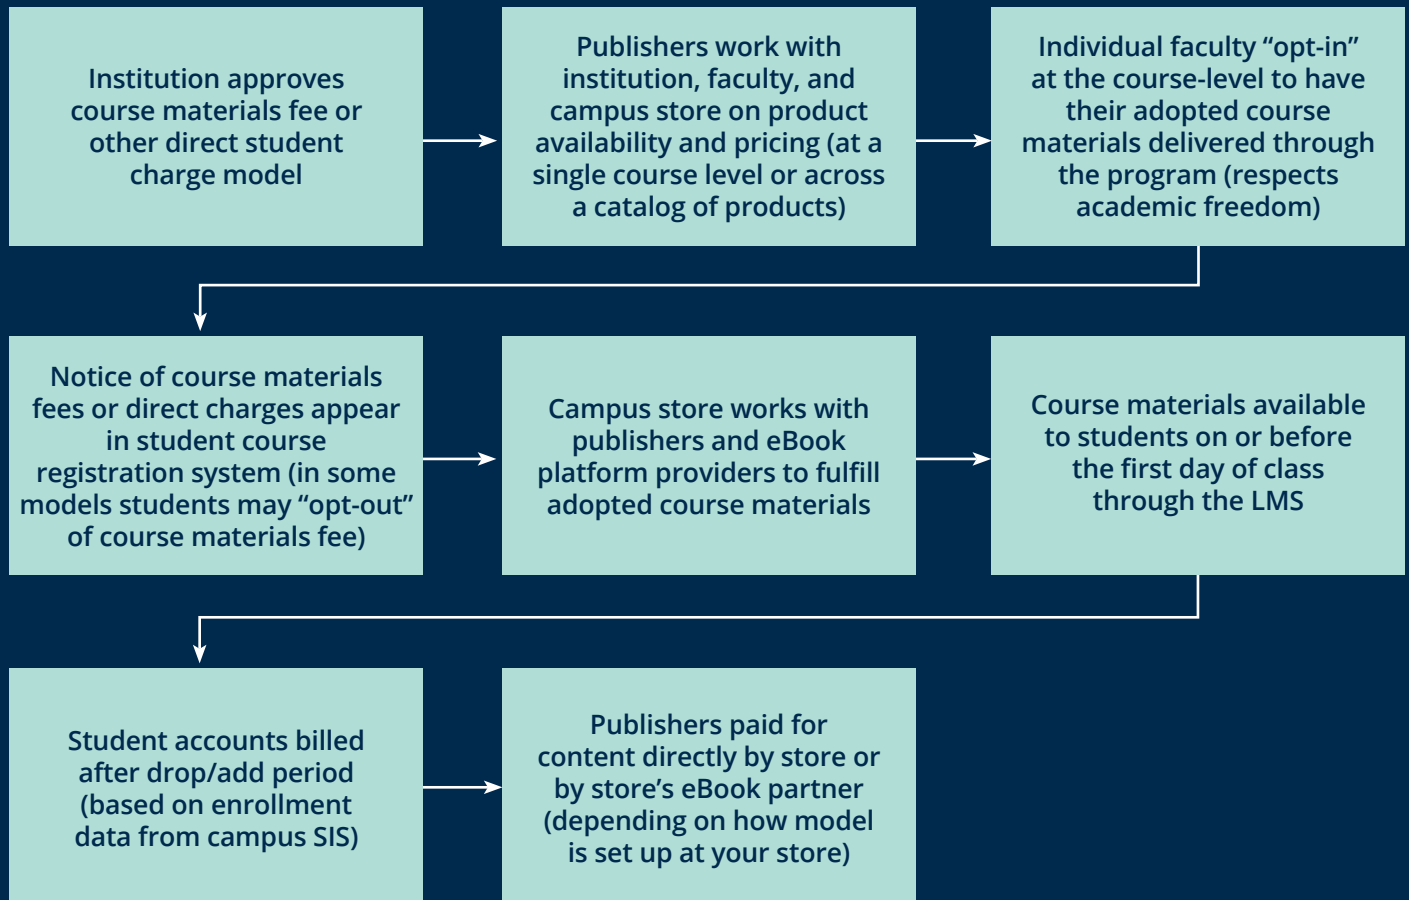 Institution approves
course materials fee or
other direct student
charge model
Publishers work with
institution, faculty, and
campus store on product
availability and pricing (at a
single course level or across
a catalog of products)
Individual faculty “opt-in”
at the course-level to have
their adopted course
materials delivered through
the program (respects
academic freedom)
Notice of course materials
fees or direct charges appear
in student course
registration system (in some
models students may “opt-out”
of course materials fee)
Campus store works with
publishers and eBook
platform providers to fulfill
adopted course materials
Course materials available
to students on or before
the first day of class
through the LMS
Student accounts billed
after drop/add period
(based on enrollment
data from campus SIS)
Publishers paid for
content directly by store or
by store’s eBook partner
(depending on how model
is set up at your store)